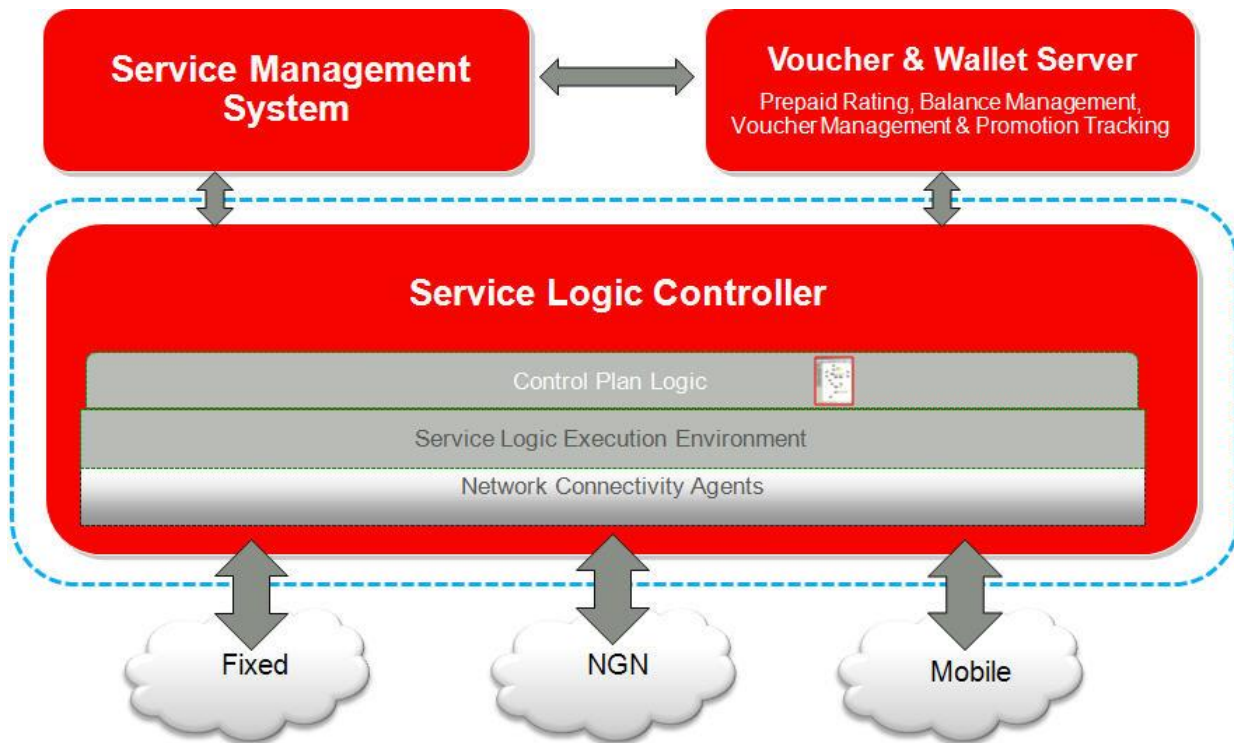 Service Management
System
Voucher & Wallet Server
Prepaid Rating, Balance Management,
Voucher Management & Promotion Tracking
Service Logic Controller
Control Plan Logic
Service Logic Execution Environment
Network Connectivity Agents
Fixed
NGN
Mobile